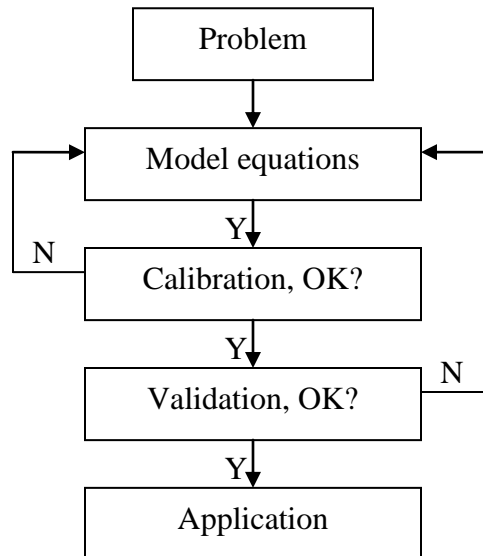 Problem
Model equations
Y
N
Calibration, OK?
Y
Validation, OK?
N
Y
Application